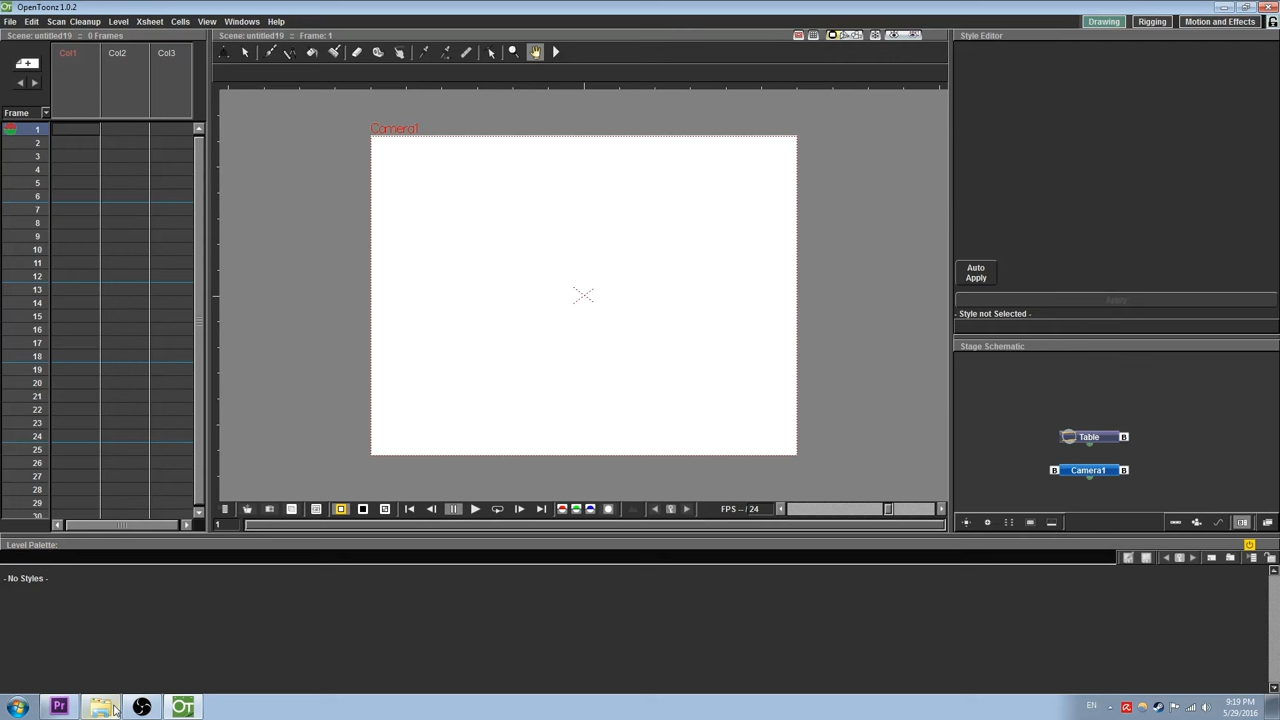 OpenToonz 1.0.2
File Edit Scan Cleanup Level Xsheet Cells View Windows Help
Drawing Rigging Motion and Effects
Scene: untitled19 :: 0 Frames
Scene: untitled19 :: Frame: 1
Style Editor
Col1 Col2 Col3
Frame
1
2
3
4
5
6
7
8
9
10
11
12
13
14
15
16
17
18
19
20
21
22
23
24
25
26
27
28
29
30
Camera1
Auto
Apply
Apply
- Style not Selected -
Stage Schematic
Table B
B Camera1 B
FPS -- / 24
1
Level Palette:
- No Styles -
Pr
OT
EN
9:19 PM
5/29/2016